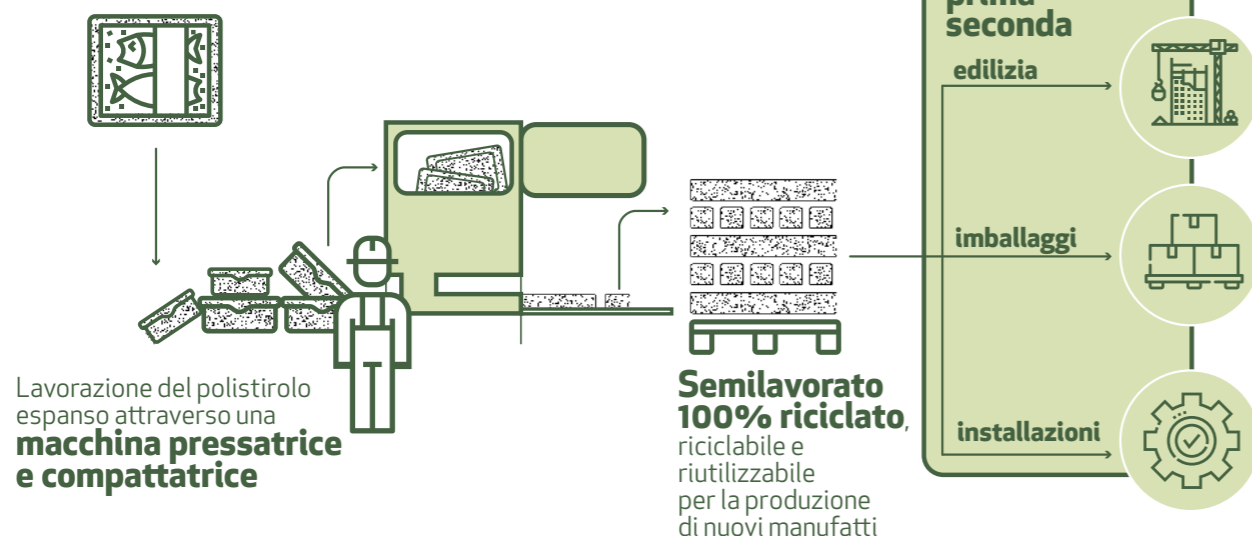 prima
seconda
edilizia
imballaggi
installazioni
Lavorazione del polistirolo
espanso attraverso una
macchina pressatrice
e compattatrice
Semilavorato
100% riciclato,
riciclabile e
riutilizzabile
per la produzione
di nuovi manufatti